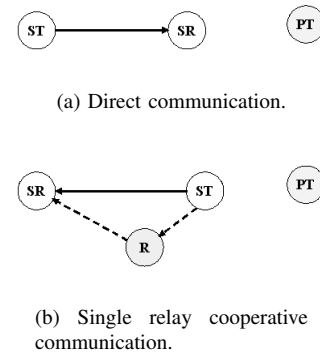 ST SR PT
(a) Direct communication.
SR ST PT
R
(b) Single relay cooperative
communication.